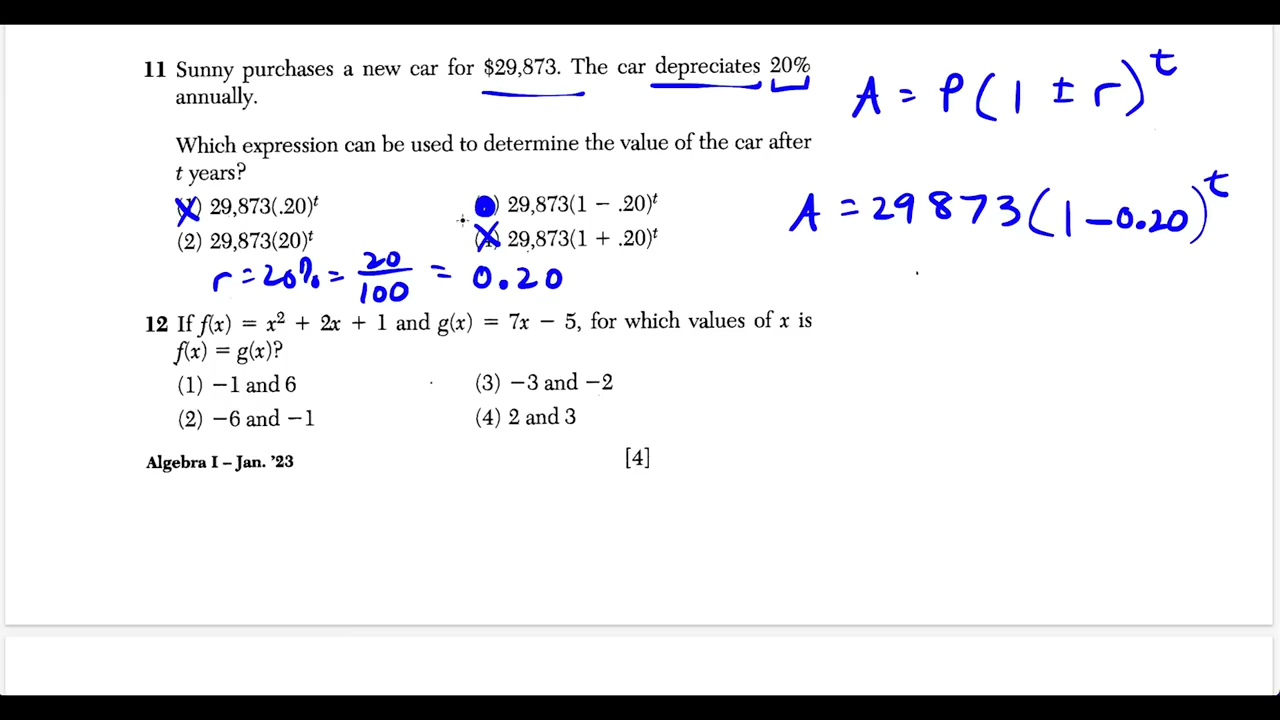 11 Sunny purchases a new car for $29,873. The car depreciates 20%
annually.
A = P(1 ± r)^t
Which expression can be used to determine the value of the car after
t years?
(1) 29,873(.20)^t
(2) 29,873(20)^t
) 29,873(1 − .20)^t
(4) 29,873(1 + .20)^t
A = 29873(1 − 0.20)^t
r = 20% = 20/100 = 0.20
12 If f(x) = x² + 2x + 1 and g(x) = 7x − 5, for which values of x is
f(x) = g(x)?
(1) −1 and 6
(2) −6 and −1
(3) −3 and −2
(4) 2 and 3
Algebra I – Jan. ’23
[4]